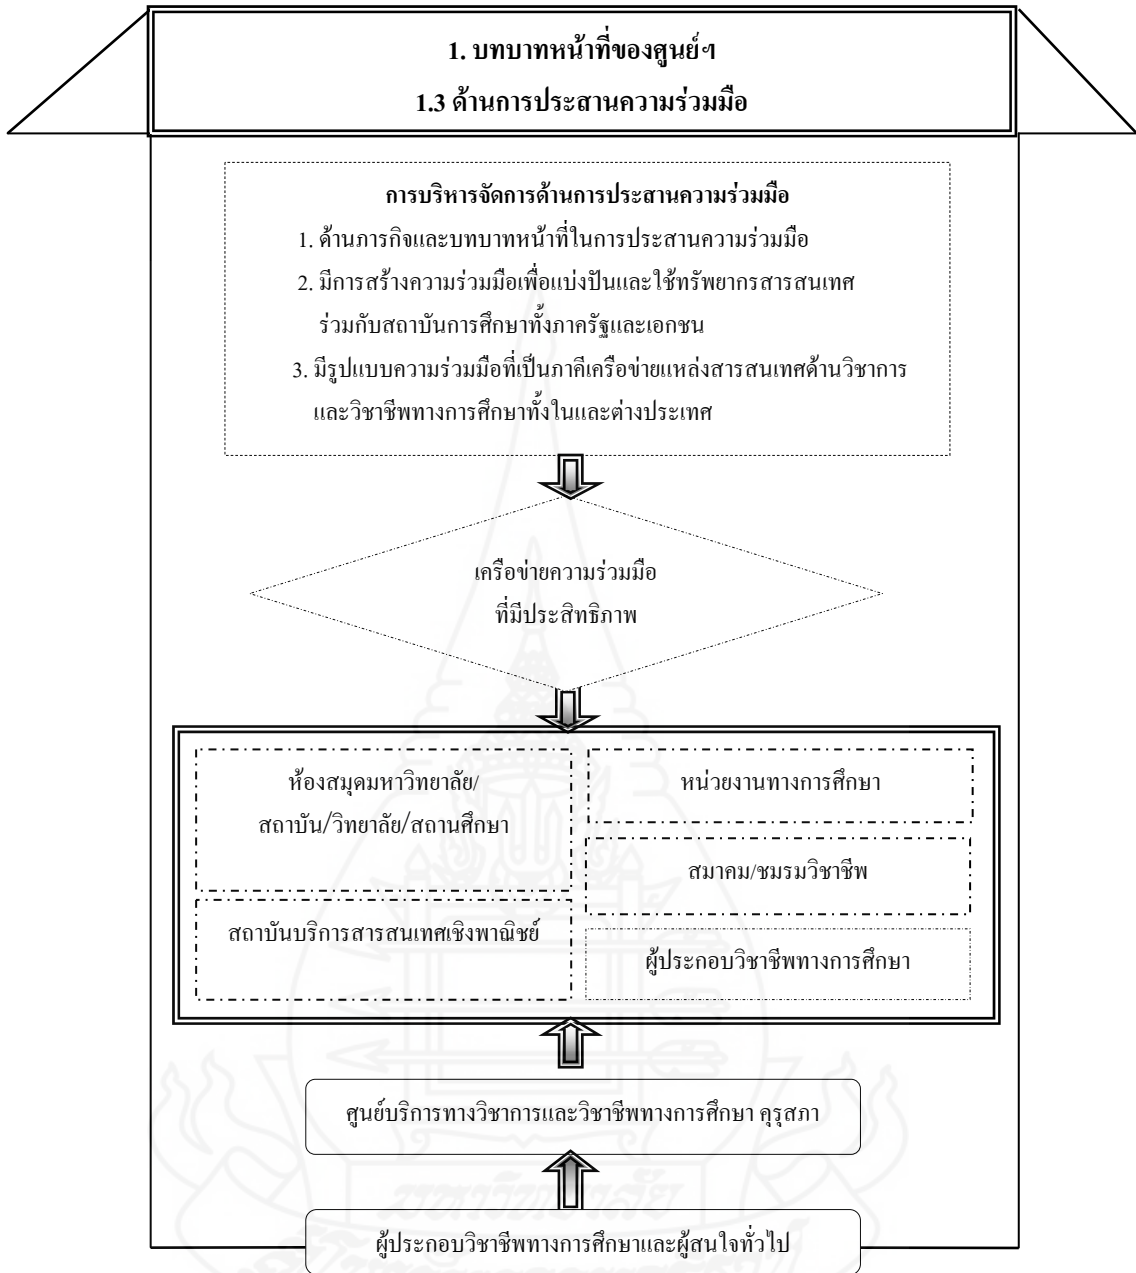 1. บทบาทหน้าที่ของศูนย์ฯ
1.3 ด้านการประสานความร่วมมือ
การบริหารจัดการด้านการประสานความร่วมมือ
1. ด้านภารกิจและบทบาทหน้าที่ในการประสานความร่วมมือ
2. มีการสร้างความร่วมมือเพื่อแบ่งปันและใช้ทรัพยากรสารสนเทศ
ร่วมกับสถาบันการศึกษาทั้งภาครัฐและเอกชน
3. มีรูปแบบความร่วมมือที่เป็นภาคีเครือข่ายแหล่งสารสนเทศด้านวิชาการ
และวิชาชีพทางการศึกษาทั้งในและต่างประเทศ
เครือข่ายความร่วมมือ
ที่มีประสิทธิภาพ
ห้องสมุดมหาวิทยาลัย/
สถาบัน/วิทยาลัย/สถานศึกษา
สถาบันบริการสารสนเทศเชิงพาณิชย์
หน่วยงานทางการศึกษา
สมาคม/ชมรมวิชาชีพ
ผู้ประกอบวิชาชีพทางการศึกษา
ศูนย์บริการทางวิชาการและวิชาชีพทางการศึกษา คุรุสภา
มหาวิทยาลัย
ผู้ประกอบวิชาชีพทางการศึกษาและผู้สนใจทั่วไป